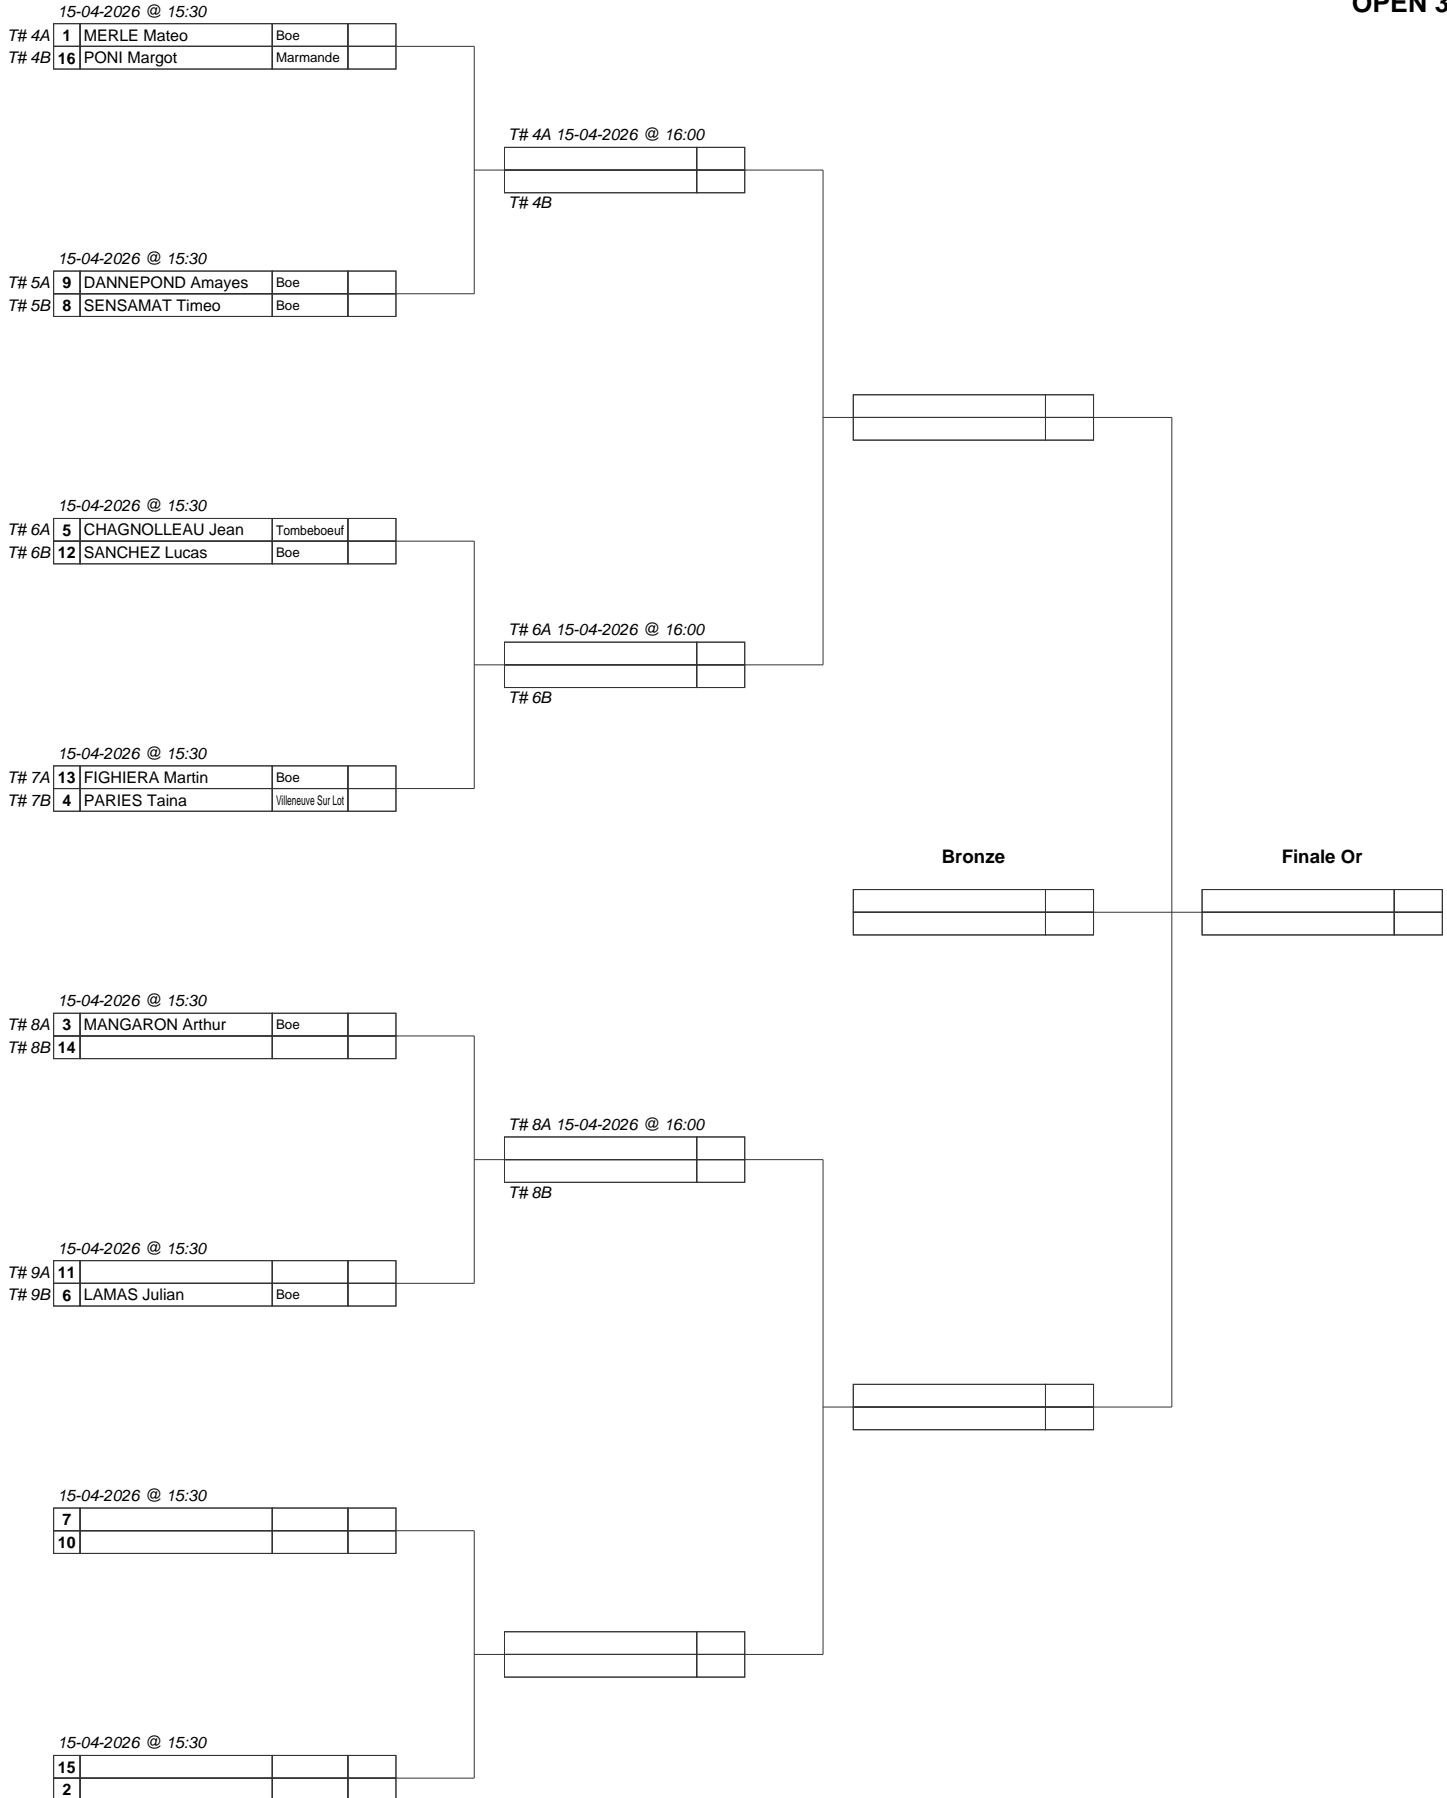 OPEN 3
15-04-2026 @ 15:30
T# 4A 1 MERLE Mateo Boe
T# 4B 16 PONI Margot Marmande
T# 4A 15-04-2026 @ 16:00
T# 4B
15-04-2026 @ 15:30
T# 5A 9 DANNEPOND Amayes Boe
T# 5B 8 SENSAMAT Timeo Boe
15-04-2026 @ 15:30
T# 6A 5 CHAGNOLLEAU Jean Tombeboeuf
T# 6B 12 SANCHEZ Lucas Boe
T# 6A 15-04-2026 @ 16:00
T# 6B
15-04-2026 @ 15:30
T# 7A 13 FIGHIERA Martin Boe
T# 7B 4 PARIES Taina Villeneuve Sur Lot
Bronze Finale Or
15-04-2026 @ 15:30
T# 8A 3 MANGARON Arthur Boe
T# 8B 14
T# 8A 15-04-2026 @ 16:00
T# 8B
15-04-2026 @ 15:30
T# 9A 11
T# 9B 6 LAMAS Julian Boe
15-04-2026 @ 15:30
7
10
15-04-2026 @ 15:30
15
2